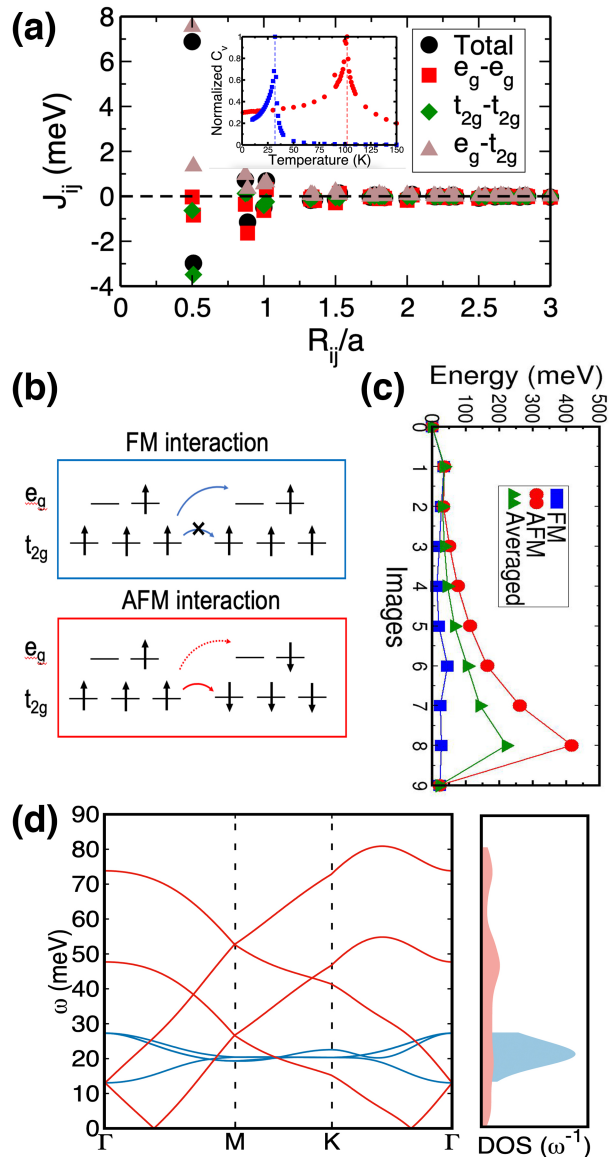 (a)
8
6
4
2
0
-2
-4
J_ij (meV)
0 0.5 1 1.5 2 2.5 3
R_ij/a
Total
e_g-e_g
t_2g-t_2g
e_g-t_2g
Normalized C_v
1
0.8
0.6
0.4
0.2
0
0 25 50 75 100 125 150
Temperature (K)
(b)
FM interaction
e_g
t_2g
AFM interaction
e_g
t_2g
(c)
Energy (meV)
0 100 200 300 400 500
0
1
2
3
4
5
6
7
8
9
Images
FM
AFM
Averaged
(d)
90
80
70
60
50
40
30
20
10
0
ω (meV)
Γ M K Γ
DOS (ω⁻¹)